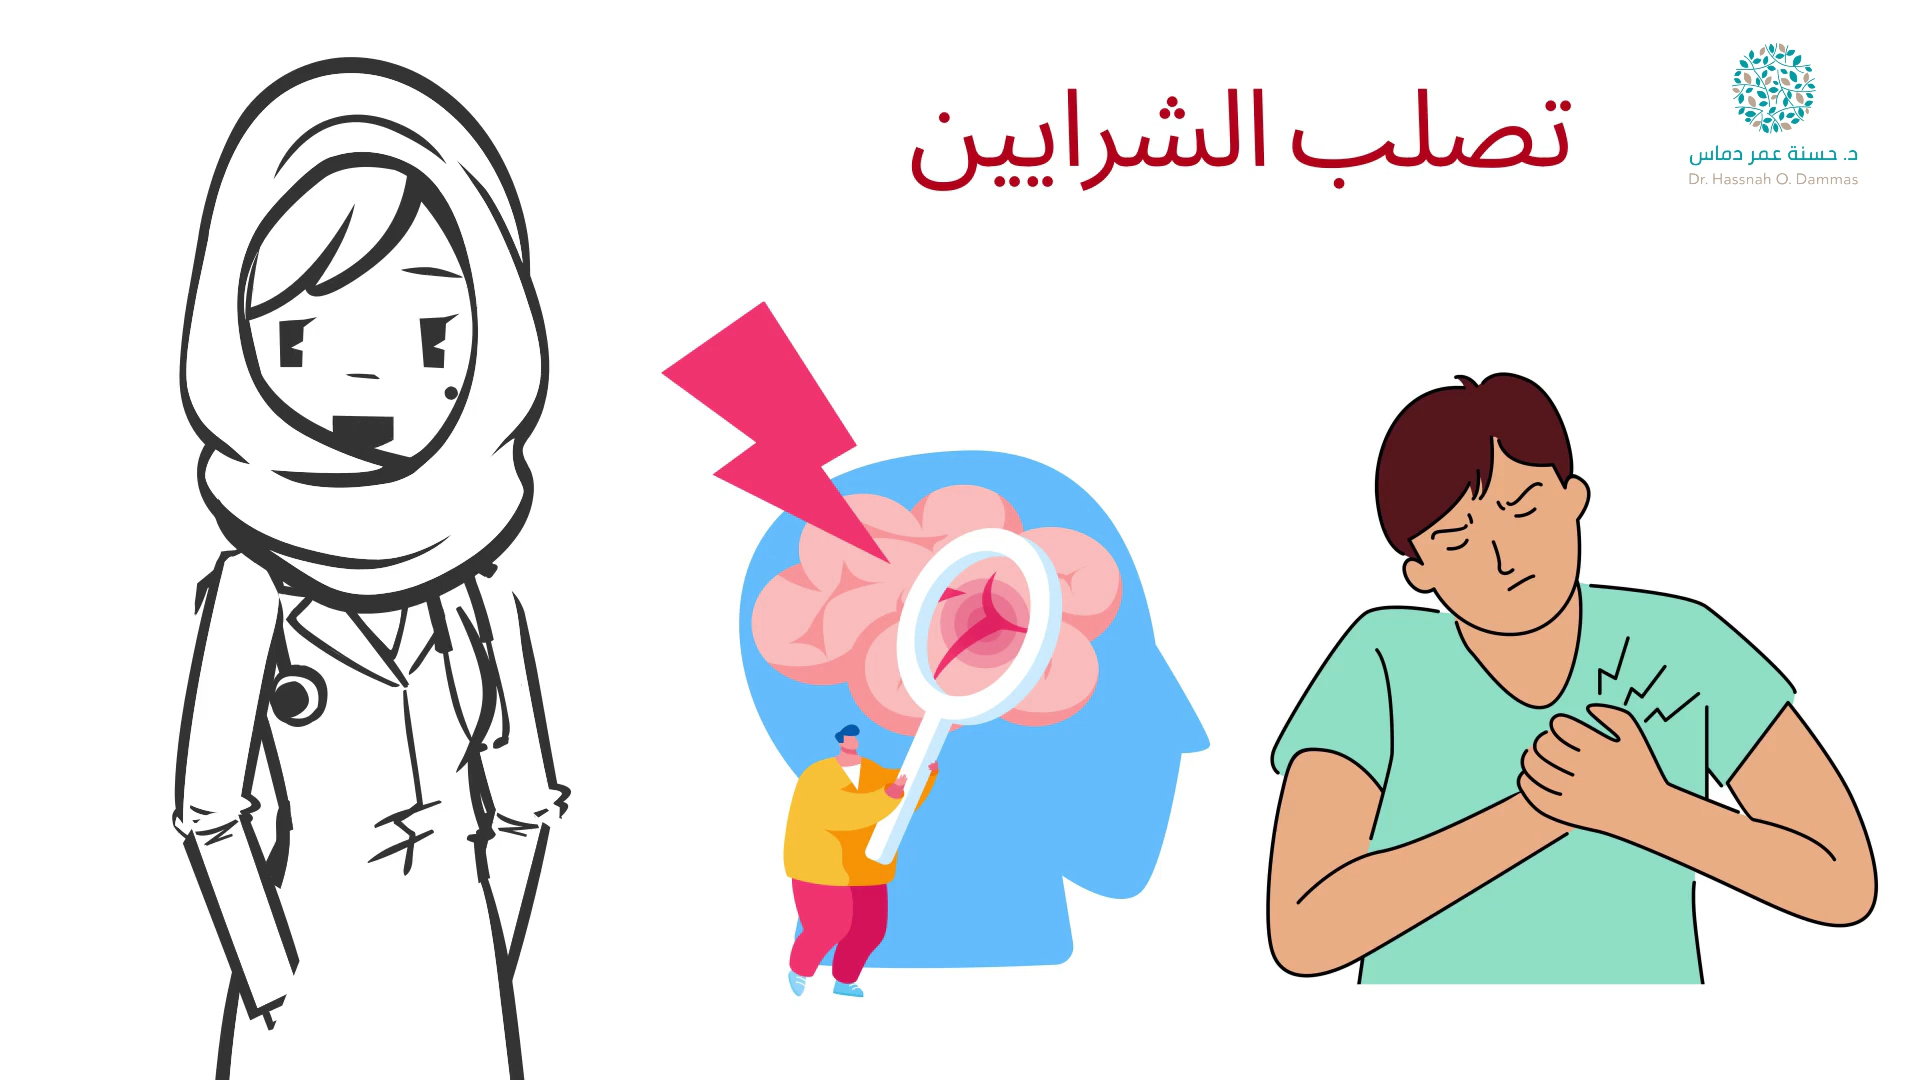 تصلب الشرايين
د. حسنة عمر دماس
Dr. Hassnah O. Dammas